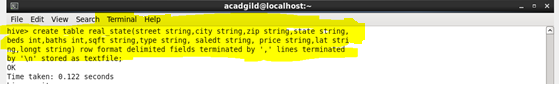 acadgild@localhost:~
File Edit View Search Terminal Help
hive> create table real_state(street string,city string,zip string,state string,
beds int,baths int,sqft string,type string, saledt string, price string,lat stri
ng,longt string) row format delimited fields terminated by ',' lines terminated
by '\n' stored as textfile;
OK
Time taken: 0.122 seconds